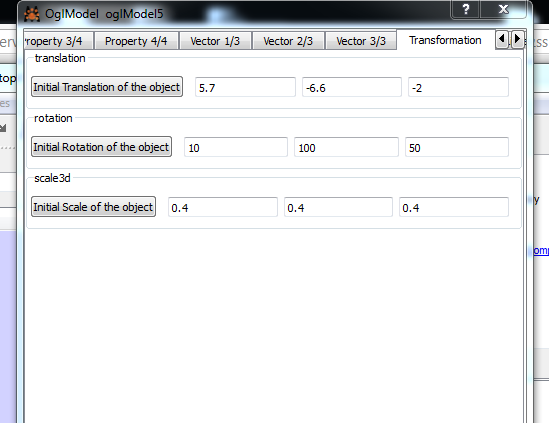 OglModel oglModel5
?
roperty 3/4 Property 4/4 Vector 1/3 Vector 2/3 Vector 3/3 Transformation
translation
Initial Translation of the object 5.7 -6.6 -2
rotation
Initial Rotation of the object 10 100 50
scale3d
Initial Scale of the object 0.4 0.4 0.4